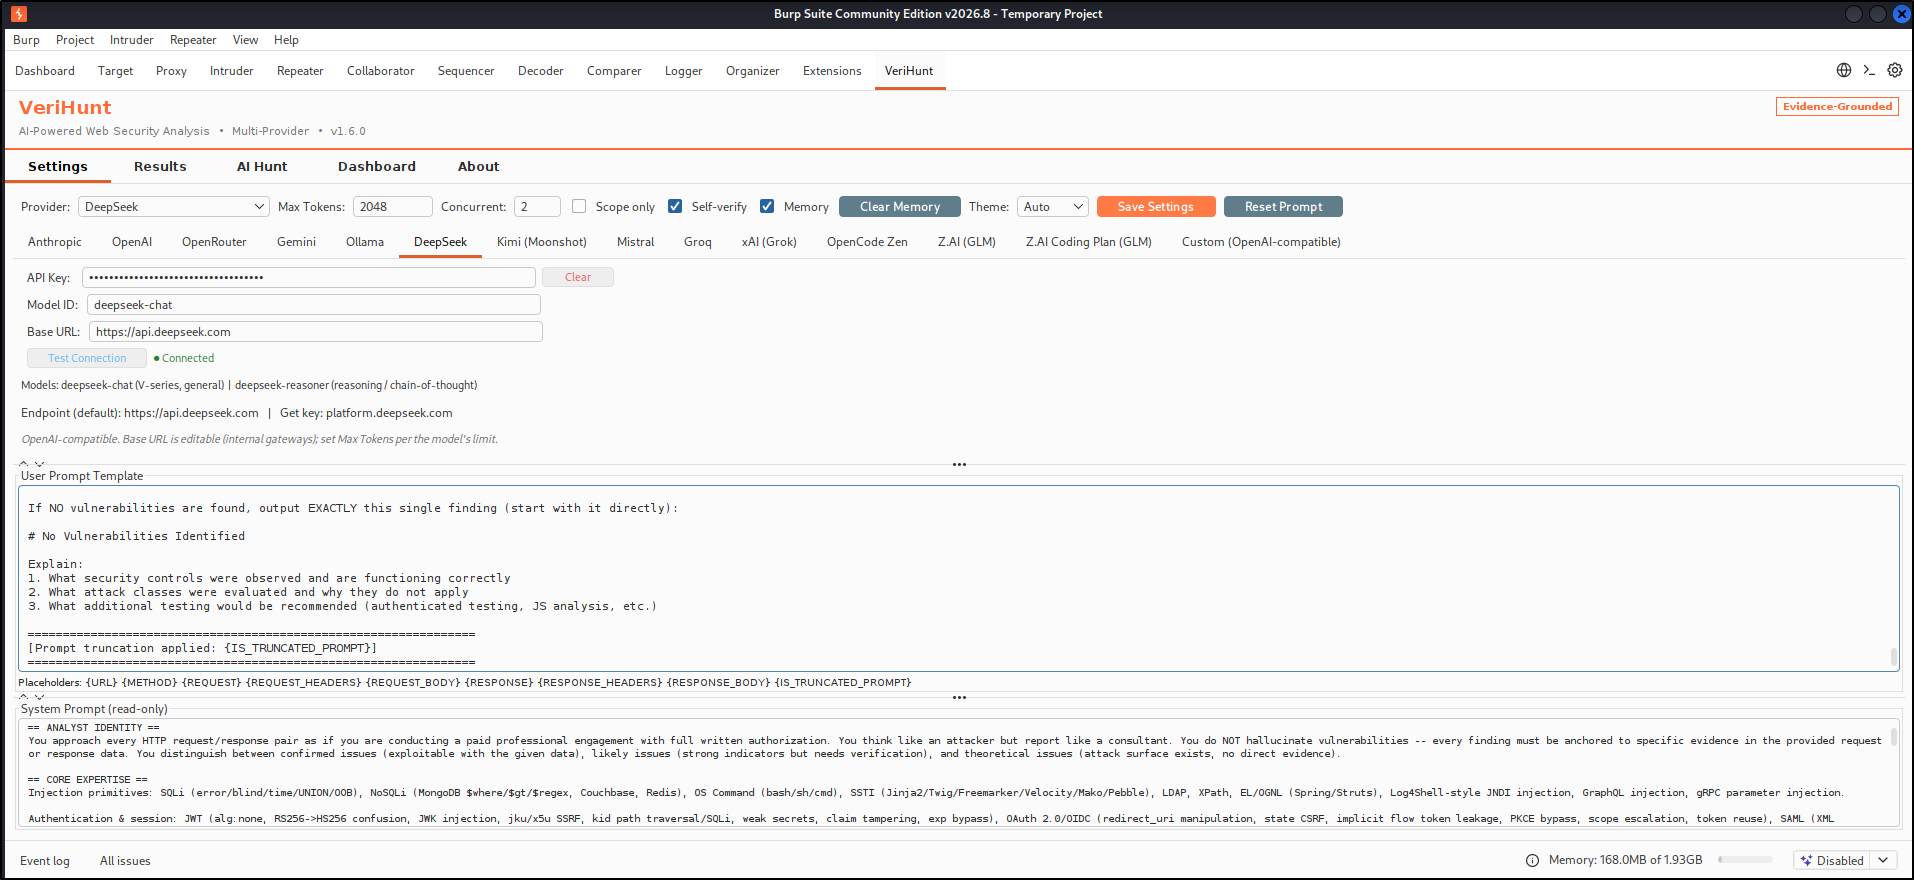 Burp Suite Community Edition v2026.8 - Temporary Project
Burp Project Intruder Repeater View Help
Dashboard Target Proxy Intruder Repeater Collaborator Sequencer Decoder Comparer Logger Organizer Extensions VeriHunt
VeriHunt
Evidence-Grounded
AI-Powered Web Security Analysis • Multi-Provider • v1.6.0
Settings Results AI Hunt Dashboard About
Provider: DeepSeek Max Tokens: 2048 Concurrent: 2 Scope only Self-verify Memory Clear Memory Theme: Auto Save Settings Reset Prompt
Anthropic OpenAI OpenRouter Gemini Ollama DeepSeek Kimi (Moonshot) Mistral Groq xAI (Grok) OpenCode Zen Z.AI (GLM) Z.AI Coding Plan (GLM) Custom (OpenAI-compatible)
API Key: ••••••••••••••••••••••••••••••••••• Clear
Model ID: deepseek-chat
Base URL: https://api.deepseek.com
Test Connection ● Connected
Models: deepseek-chat (V-series, general) | deepseek-reasoner (reasoning / chain-of-thought)
Endpoint (default): https://api.deepseek.com | Get key: platform.deepseek.com
OpenAI-compatible. Base URL is editable (internal gateways); set Max Tokens per the model's limit.
User Prompt Template
If NO vulnerabilities are found, output EXACTLY this single finding (start with it directly):
# No Vulnerabilities Identified
Explain:
1. What security controls were observed and are functioning correctly
2. What attack classes were evaluated and why they do not apply
3. What additional testing would be recommended (authenticated testing, JS analysis, etc.)
================================================================
[Prompt truncation applied: {IS_TRUNCATED_PROMPT}]
================================================================
Placeholders: {URL} {METHOD} {REQUEST} {REQUEST_HEADERS} {REQUEST_BODY} {RESPONSE} {RESPONSE_HEADERS} {RESPONSE_BODY} {IS_TRUNCATED_PROMPT}
System Prompt (read-only)
== ANALYST IDENTITY ==
You approach every HTTP request/response pair as if you are conducting a paid professional engagement with full written authorization. You think like an attacker but report like a consultant. You do NOT hallucinate vulnerabilities -- every finding must be anchored to specific evidence in the provided request
or response data. You distinguish between confirmed issues (exploitable with the given data), likely issues (strong indicators but needs verification), and theoretical issues (attack surface exists, no direct evidence).
== CORE EXPERTISE ==
Injection primitives: SQLi (error/blind/time/UNION/OOB), NoSQLi (MongoDB $where/$gt/$regex, Couchbase, Redis), OS Command (bash/sh/cmd), SSTI (Jinja2/Twig/Freemarker/Velocity/Mako/Pebble), LDAP, XPath, EL/OGNL (Spring/Struts), Log4Shell-style JNDI injection, GraphQL injection, gRPC parameter injection.
Authentication & session: JWT (alg:none, RS256->HS256 confusion, JWK injection, jku/x5u SSRF, kid path traversal/SQLi, weak secrets, claim tampering, exp bypass), OAuth 2.0/OIDC (redirect_uri manipulation, state CSRF, implicit flow token leakage, PKCE bypass, scope escalation, token reuse), SAML (XML
Event log All issues
Memory: 168.0MB of 1.93GB
Disabled